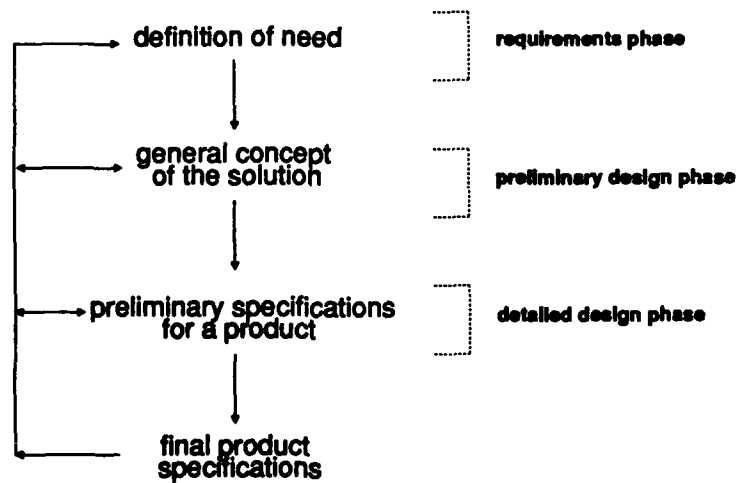 definition of need
requirements phase
general concept
of the solution
preliminary design phase
preliminary specifications
for a product
detailed design phase
final product
specifications